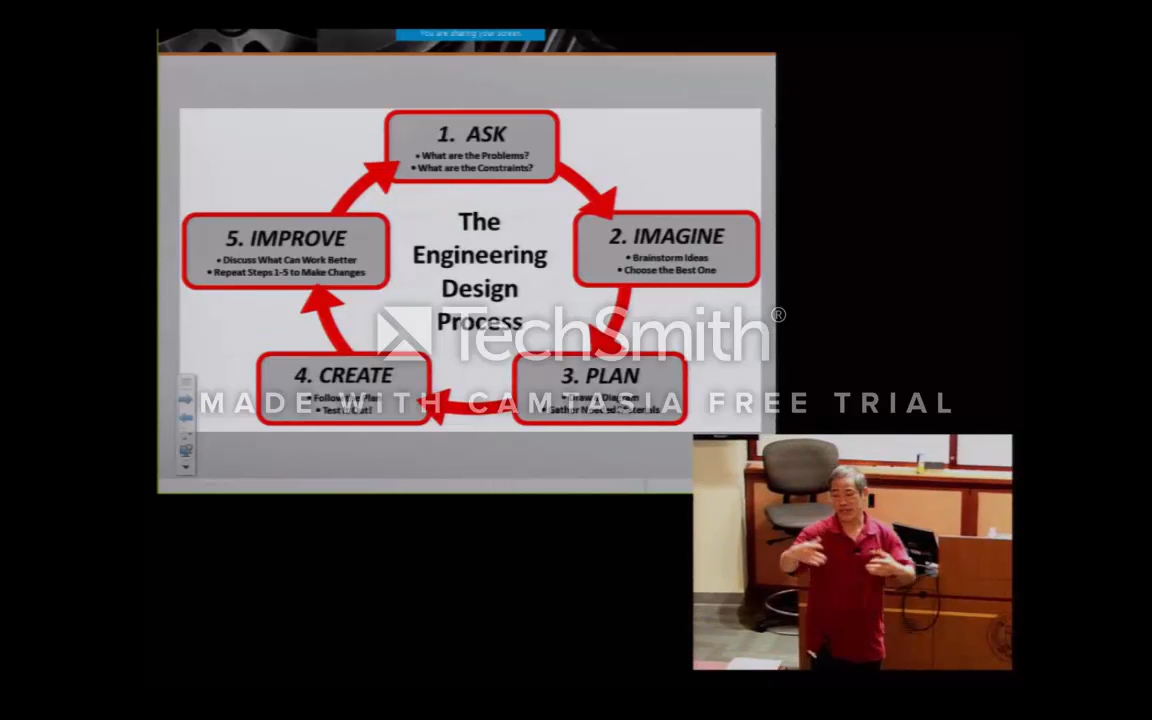 You are sharing your screen
1. ASK
• What are the Problems?
• What are the Constraints?
The
Engineering
Design
Process
5. IMPROVE
• Discuss What Can Work Better
• Repeat Steps 1-5 to Make Changes
2. IMAGINE
• Brainstorm Ideas
• Choose the Best One
TechSmith®
4. CREATE
• Follow the Plan
• Test it Out!
3. PLAN
• Draw a Diagram
• Gather Needed Materials
MADE WITH CAMTASIA FREE TRIAL